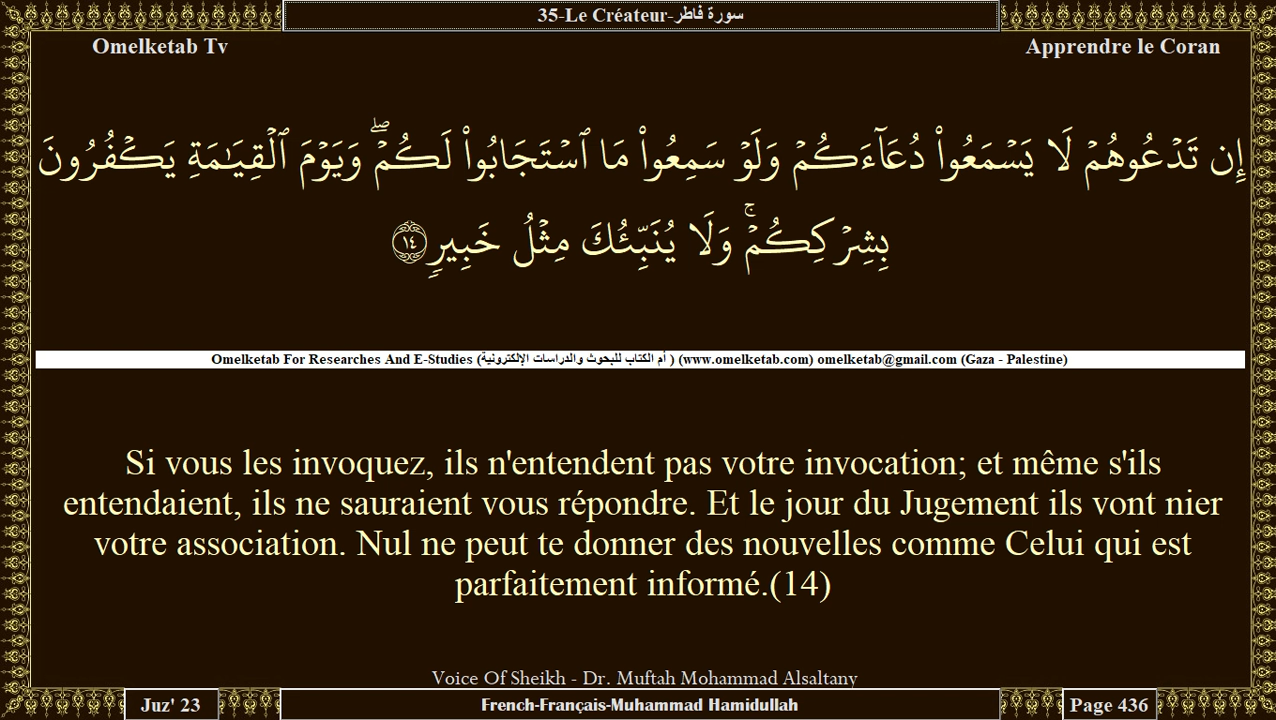 35-Le Créateur-سورة فاطر
Omelketab Tv
Apprendre le Coran
إِن تَدْعُوهُمْ لَا يَسْمَعُوا۟ دُعَآءَكُمْ وَلَوْ سَمِعُوا۟ مَا ٱسْتَجَابُوا۟ لَكُمْ ۖ وَيَوْمَ ٱلْقِيَـٰمَةِ يَكْفُرُونَ
بِشِرْكِكُمْ ۚ وَلَا يُنَبِّئُكَ مِثْلُ خَبِيرٍ ١٤
Omelketab For Researches And E-Studies (أم الكتاب للبحوث والدراسات الإلكترونية ) (www.omelketab.com) omelketab@gmail.com (Gaza - Palestine)
Si vous les invoquez, ils n'entendent pas votre invocation; et même s'ils
entendaient, ils ne sauraient vous répondre. Et le jour du Jugement ils vont nier
votre association. Nul ne peut te donner des nouvelles comme Celui qui est
parfaitement informé.(14)
Voice Of Sheikh - Dr. Muftah Mohammad Alsaltany
Juz' 23
French-Français-Muhammad Hamidullah
Page 436